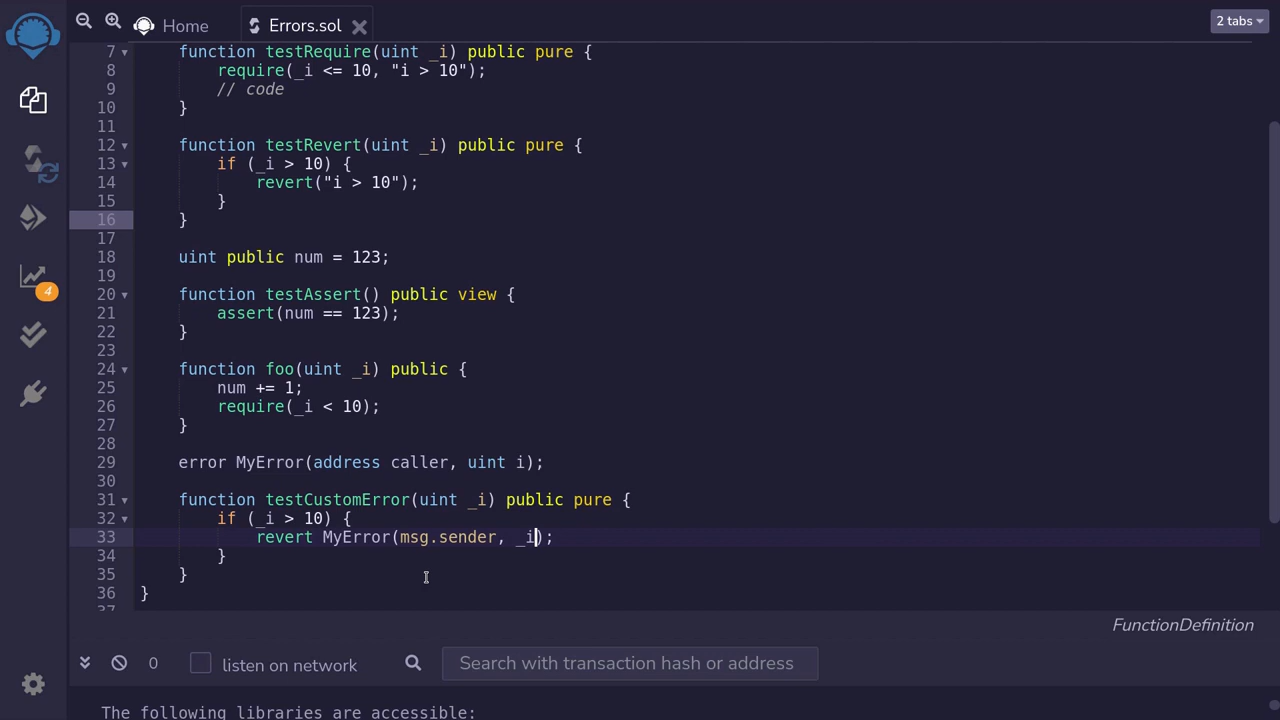 Home
Errors.sol
2 tabs
7 function testRequire(uint _i) public pure {
8 require(_i <= 10, "i > 10");
9 // code
10 }
11
12 function testRevert(uint _i) public pure {
13 if (_i > 10) {
14 revert("i > 10");
15 }
16 }
17
18 uint public num = 123;
19
20 function testAssert() public view {
21 assert(num == 123);
22 }
23
24 function foo(uint _i) public {
25 num += 1;
26 require(_i < 10);
27 }
28
29 error MyError(address caller, uint i);
30
31 function testCustomError(uint _i) public pure {
32 if (_i > 10) {
33 revert MyError(msg.sender, _i);
34 }
35 }
36 }
37
4
FunctionDefinition
0 listen on network Search with transaction hash or address
The following libraries are accessible: